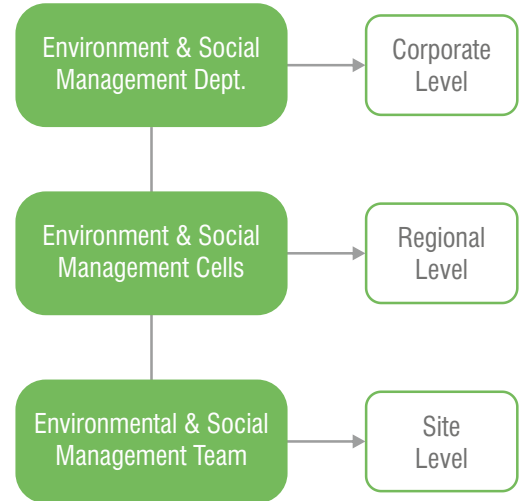 Environment & Social
Management Dept.
Corporate
Level
Environment & Social
Management Cells
Regional
Level
Environmental & Social
Management Team
Site
Level